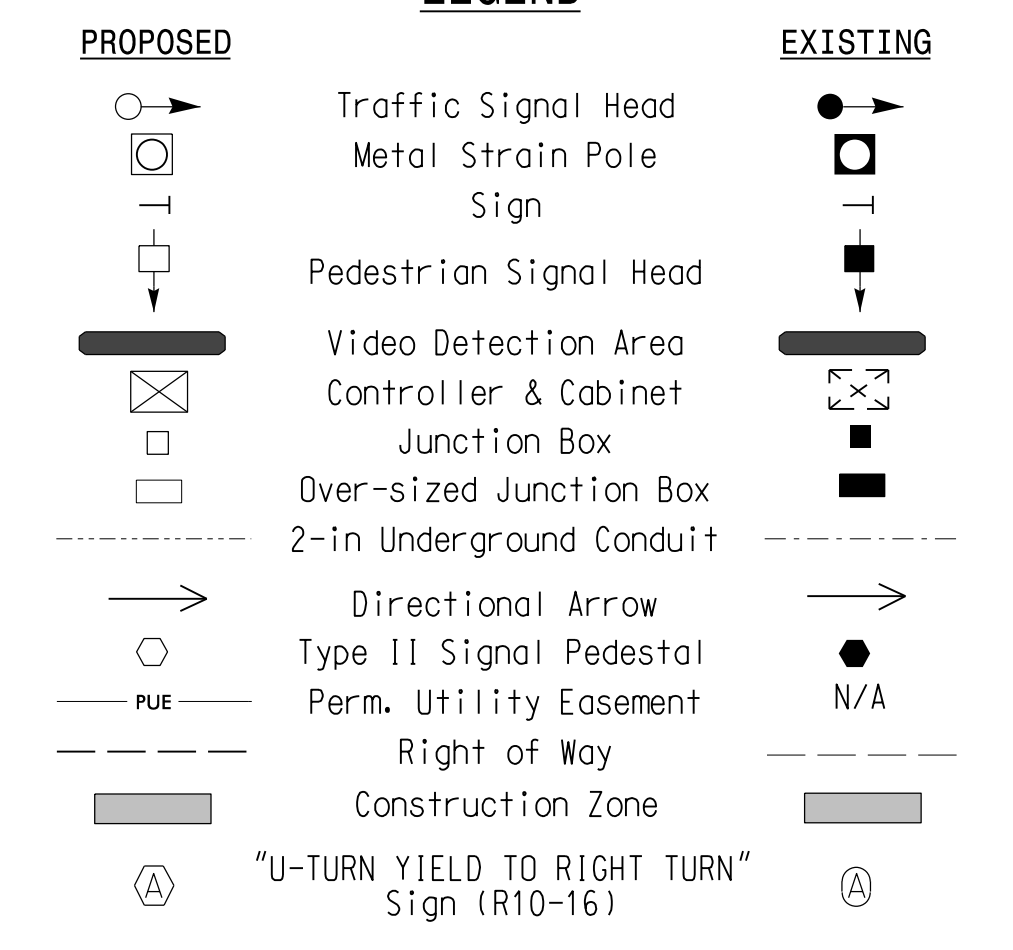 PROPOSED EXISTING
Traffic Signal Head
Metal Strain Pole
Sign
Pedestrian Signal Head
Video Detection Area
Controller & Cabinet
Junction Box
Over-sized Junction Box
2-in Underground Conduit
Directional Arrow
Type II Signal Pedestal
PUE Perm. Utility Easement N/A
Right of Way
Construction Zone
"U-TURN YIELD TO RIGHT TURN"
A Sign (R10-16) A